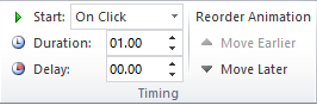 Start: On Click Reorder Animation
Duration: 01.00 Move Earlier
Delay: 00.00 Move Later
Timing